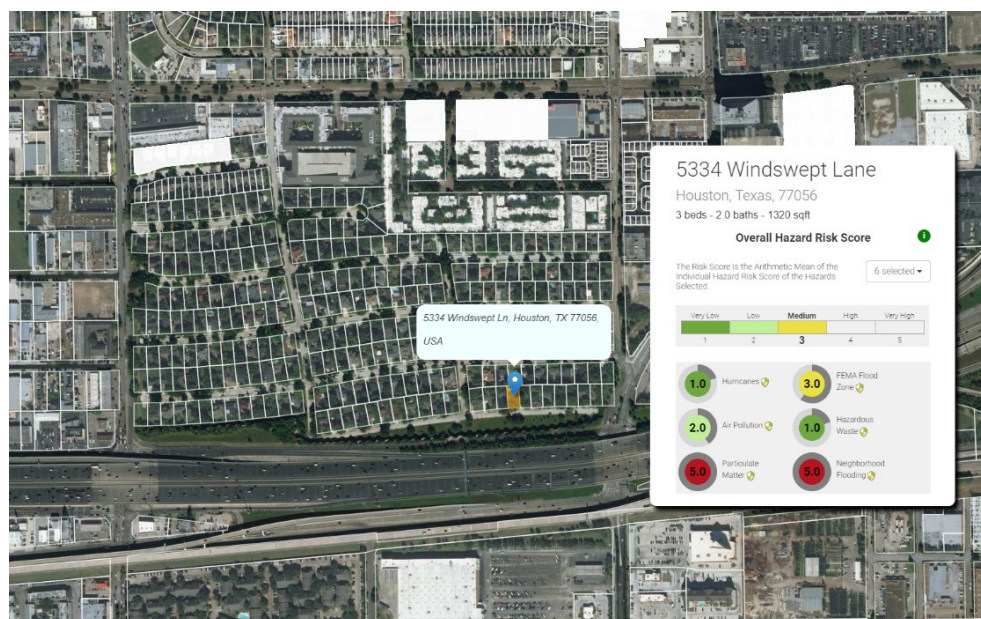 5334 Windswept Lane
Houston, Texas, 77056
3 beds - 2.0 baths - 1320 sqft
Overall Hazard Risk Score
i
The Risk Score is the Arithmetic Mean of the
Individual Hazard Risk Score of the Hazards
Selected.
6 selected
Very Low Low Medium High Very High
1 2 3 4 5
1.0 Hurricanes
3.0 FEMA Flood
Zone
2.0 Air Pollution
1.0 Hazardous
Waste
5.0 Particulate
Matter
5.0 Neighborhood
Flooding
5334 Windswept Ln, Houston, TX 77056,
USA